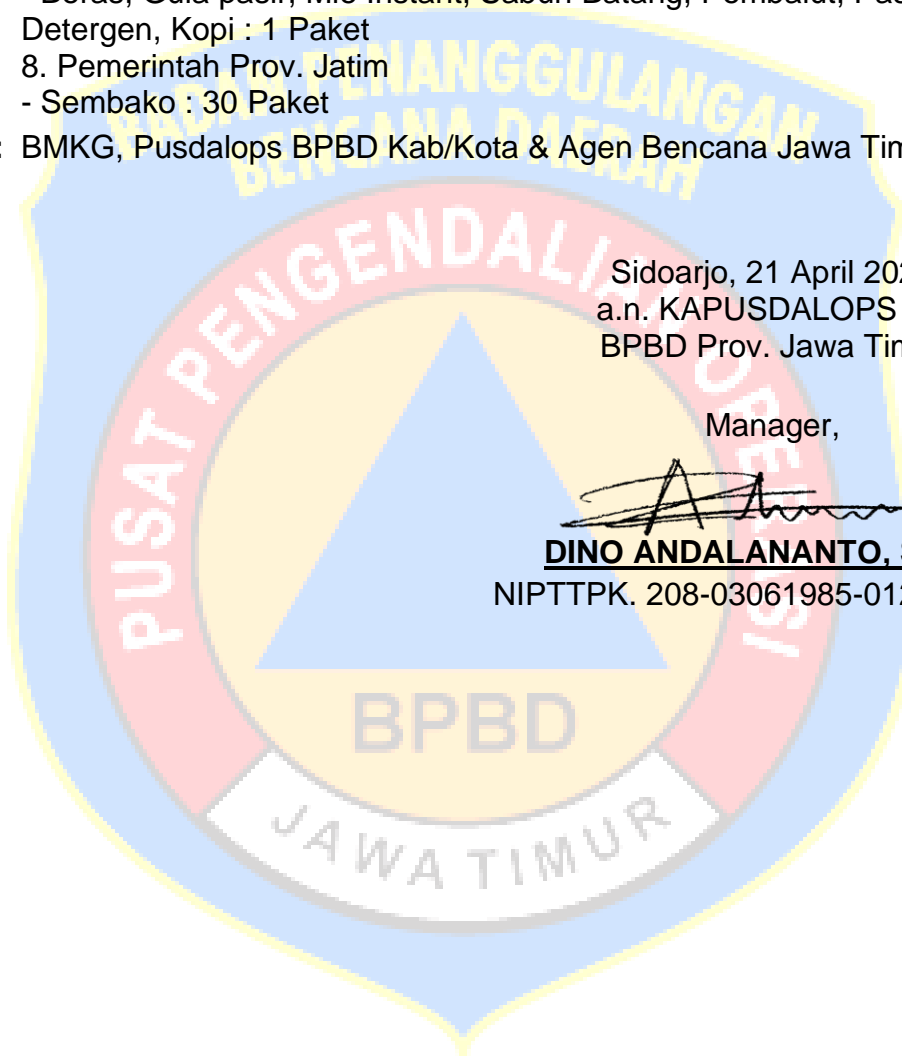 Detergen, Kopi : 1 Paket
8. Pemerintah Prov. Jatim
- Sembako : 30 Paket
: BMKG, Pusdalops BPBD Kab/Kota & Agen Bencana Jawa Tim
Sidoarjo, 21 April 202
a.n. KAPUSDALOPS
BPBD Prov. Jawa Tim
Manager,
DINO ANDALANANTO, S
NIPTTPK. 208-03061985-012
BADAN PENANGGULANGAN
BENCANA DAERAH
PUSAT PENGENDALIAN OPERASI
BPBD
JAWA TIMUR